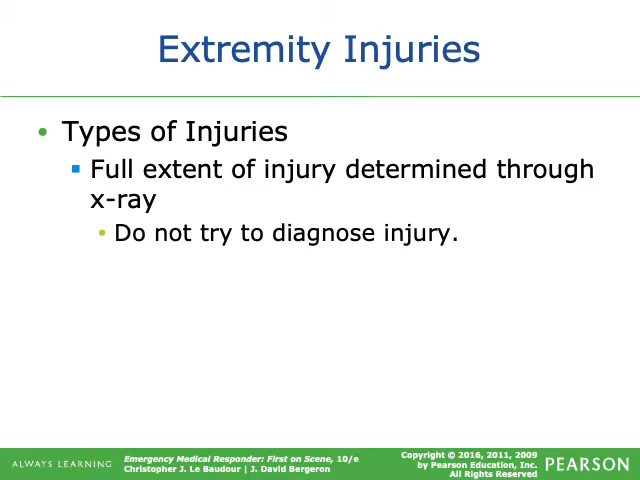 Extremity Injuries
• Types of Injuries
▪ Full extent of injury determined through
x-ray
• Do not try to diagnose injury.
ALWAYS LEARNING
Emergency Medical Responder: First on Scene, 10/e
Christopher J. Le Baudour | J. David Bergeron
Copyright © 2016, 2011, 2009
by Pearson Education, Inc.
All Rights Reserved
PEARSON